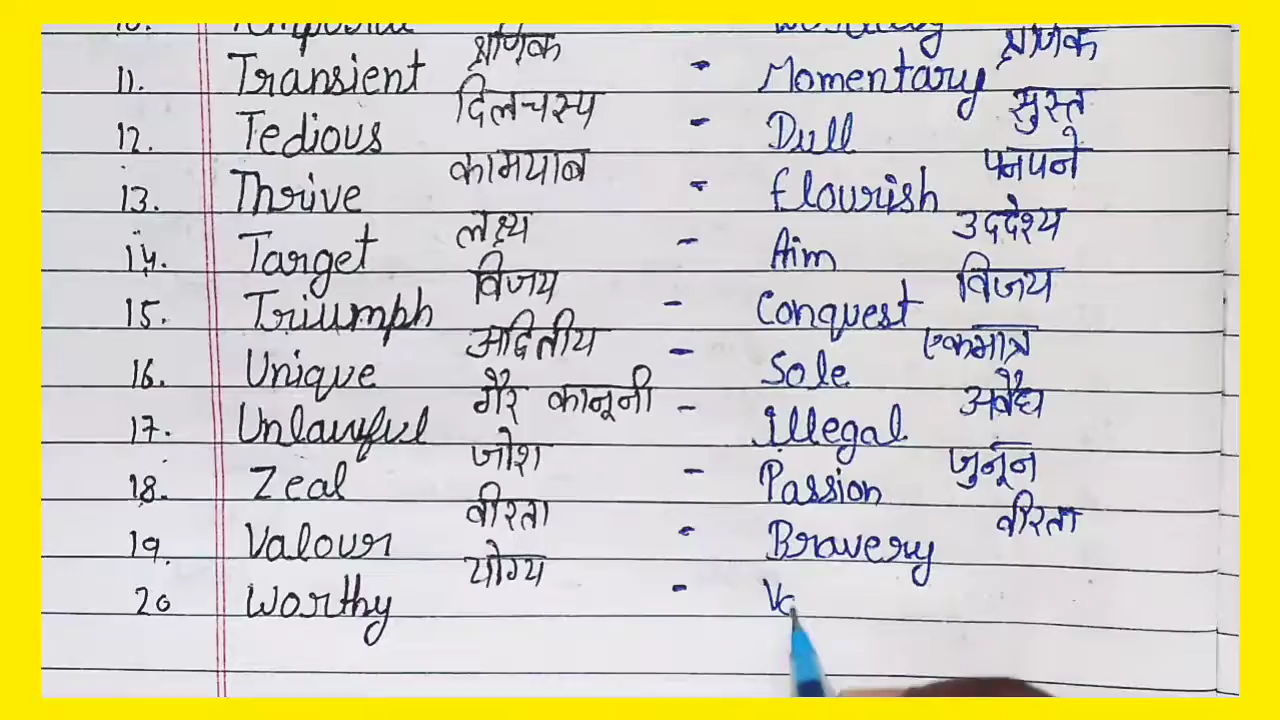 11. Transient क्षणिक - Momentary क्षणिक
12. Tedious दिलचस्प - Dull सुस्त
13. Thrive कामयाब - flourish पनपने
14. Target लक्ष्य - Aim उददेश्य
15. Triumph विजय - Conquest विजय
16. Unique अद्वितीय - Sole एकमात्र
17. Unlawful गैर कानूनी - illegal अवैध
18. Zeal जोश - Passion जुनून
19. Valour वीरता - Bravery वीरता
20 Worthy योग्य - Va